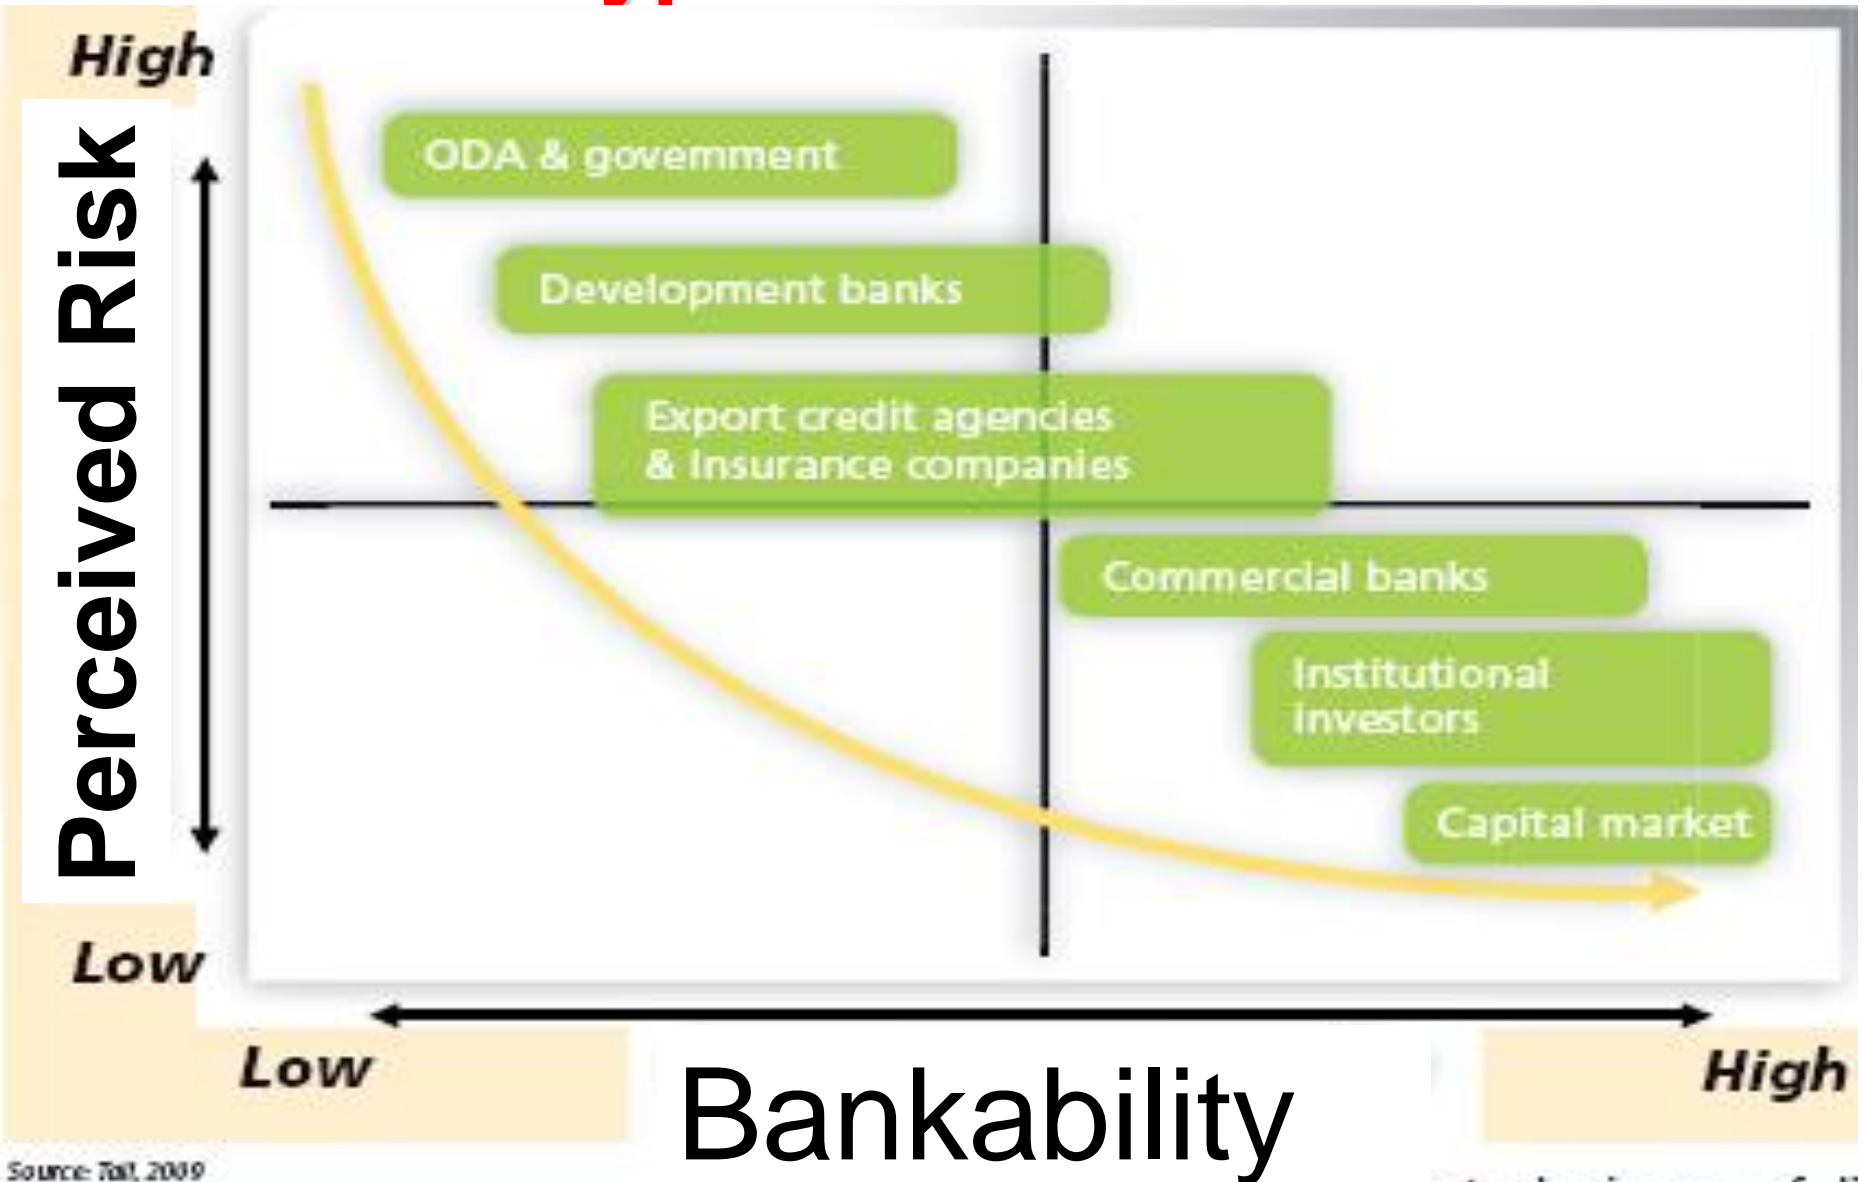 High
Perceived Risk
ODA & government
Development banks
Export credit agencies
& Insurance companies
Commercial banks
Institutional
investors
Capital market
Low
Low
High
Bankability
Source: Tall, 2009